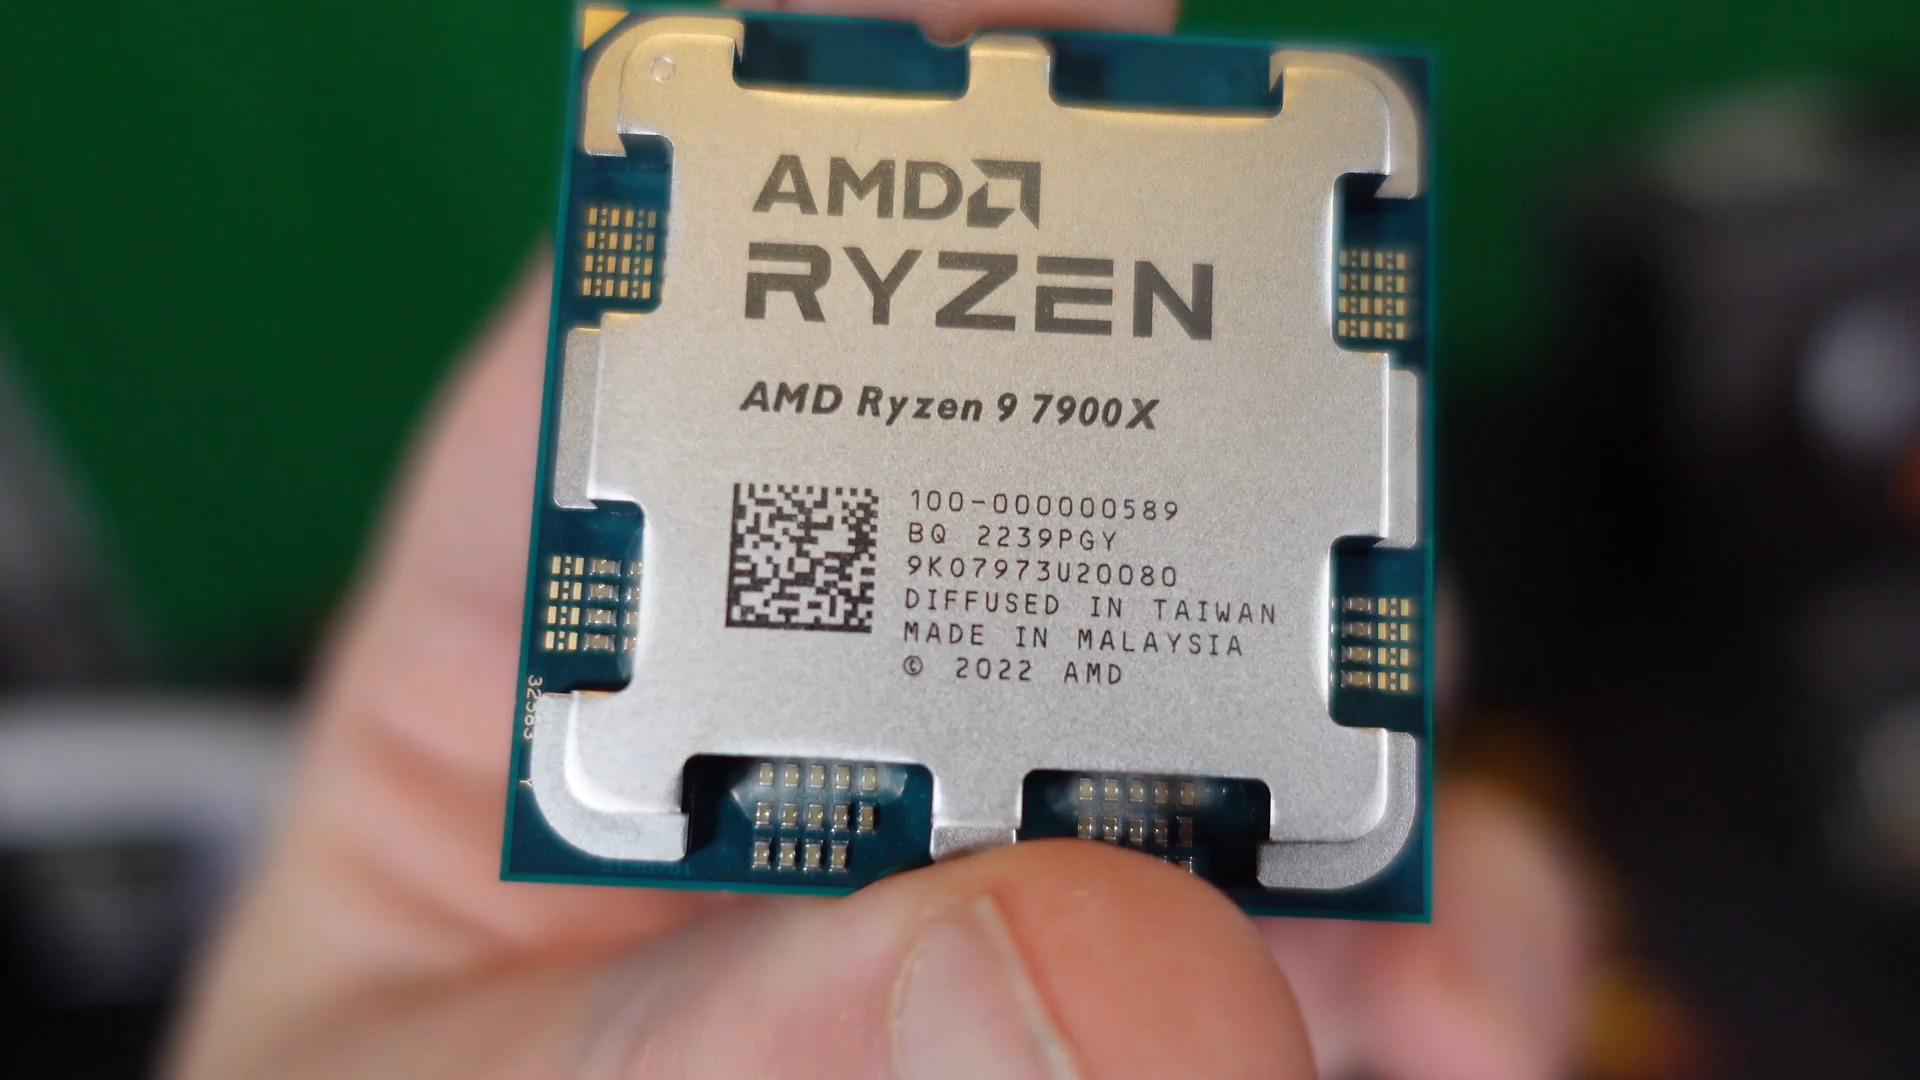 AMD
RYZEN
AMD Ryzen 9 7900X
100-000000589
BQ 2239PGY
9K07973U20080
DIFFUSED IN TAIWAN
MADE IN MALAYSIA
© 2022 AMD
32583 Y